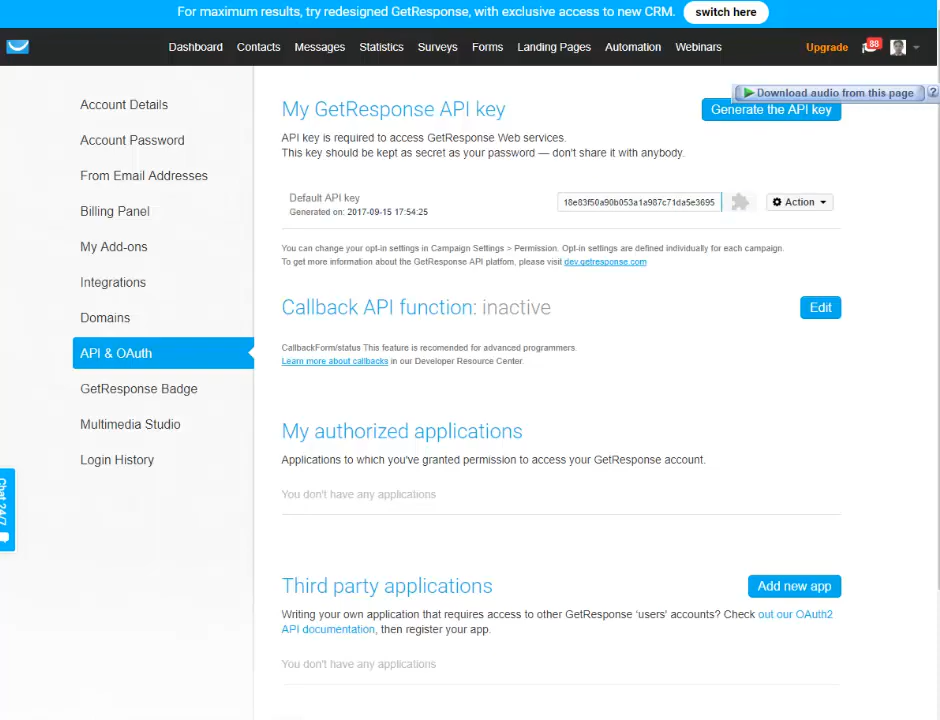 For maximum results, try redesigned GetResponse, with exclusive access to new CRM. switch here
Dashboard Contacts Messages Statistics Surveys Forms Landing Pages Automation Webinars Upgrade 38
Download audio from this page ?
Account Details
Account Password
From Email Addresses
Billing Panel
My Add-ons
Integrations
Domains
API & OAuth
GetResponse Badge
Multimedia Studio
Login History
Chat 24/7
My GetResponse API key
Generate the API key
API key is required to access GetResponse Web services.
This key should be kept as secret as your password — don't share it with anybody.
Default API key
Generated on: 2017-09-15 17:54:25
18e83f50a90b053a1a987c71da5e3695
Action
You can change your opt-in settings in Campaign Settings > Permission. Opt-in settings are defined individually for each campaign.
To get more information about the GetResponse API platfom, please visit dev.getresponse.com
Callback API function: inactive
Edit
CallbackForm/status This feature is recomended for advanced programmers.
Learn more about callbacks in our Developer Resource Center.
My authorized applications
Applications to which you've granted permission to access your GetResponse account.
You don't have any applications
Third party applications
Add new app
Writing your own application that requires access to other GetResponse 'users' accounts? Check out our OAuth2
API documentation, then register your app.
You don't have any applications